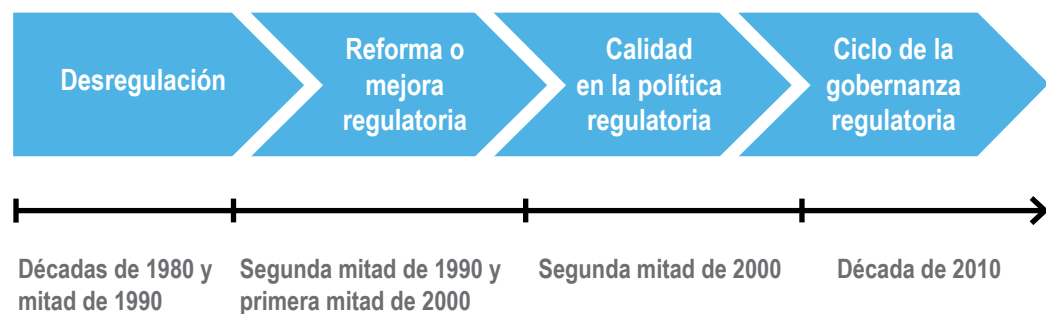 Desregulación
Reforma o
mejora
regulatoria
Calidad
en la política
regulatoria
Ciclo de la
gobernanza
regulatoria
Décadas de 1980 y
mitad de 1990
Segunda mitad de 1990 y
primera mitad de 2000
Segunda mitad de 2000
Década de 2010